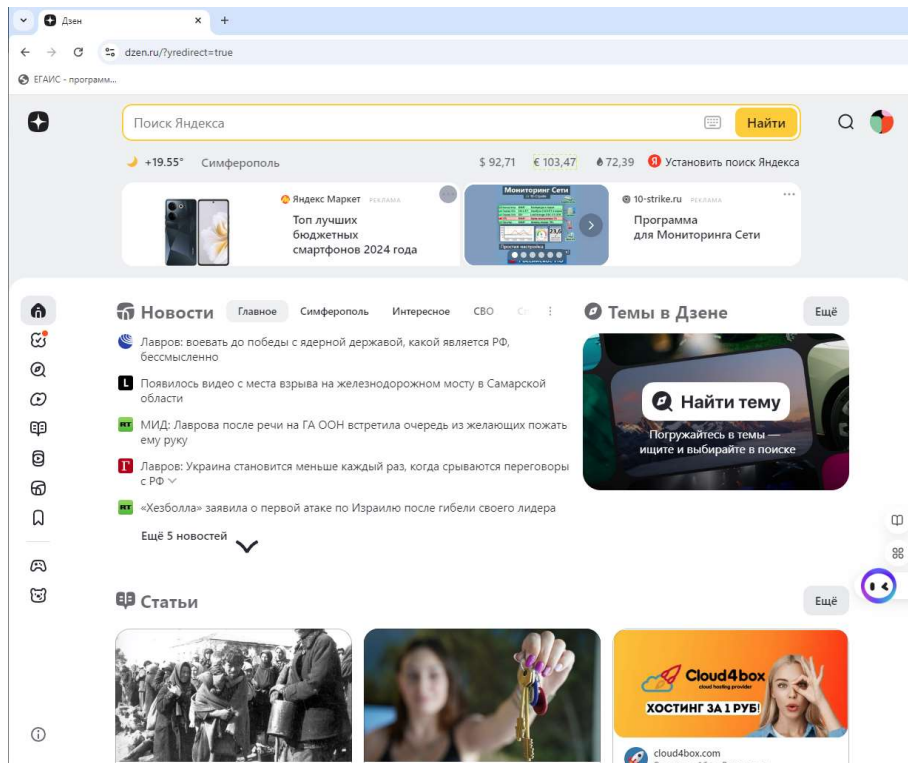 Дзен
dzen.ru/?yredirect=true
ЕГАИС - программ...
Поиск Яндекса
Найти
+19.55° Симферополь $ 92,71 € 103,47 72,39 Я Установить поиск Яндекса
Яндекс Маркет РЕКЛАМА
Топ лучших
бюджетных
смартфонов 2024 года
Мониторинг Сети
10-strike.ru РЕКЛАМА
Программа
для Мониторинга Сети
Новости Главное Симферополь Интересное СВО
Лавров: воевать до победы с ядерной державой, какой является РФ,
бессмысленно
L Появилось видео с места взрыва на железнодорожном мосту в Самарской
области
RT МИД: Лаврова после речи на ГА ООН встретила очередь из желающих пожать
ему руку
Г Лавров: Украина становится меньше каждый раз, когда срываются переговоры
с РФ
RT «Хезболла» заявила о первой атаке по Израилю после гибели своего лидера
Ещё 5 новостей
Темы в Дзене Ещё
Найти тему
Погружайтесь в темы —
ищите и выбирайте в поиске
Статьи Ещё
Cloud4box
cloud hosting provider
ХОСТИНГ ЗА 1 РУБ!
cloud4box.com